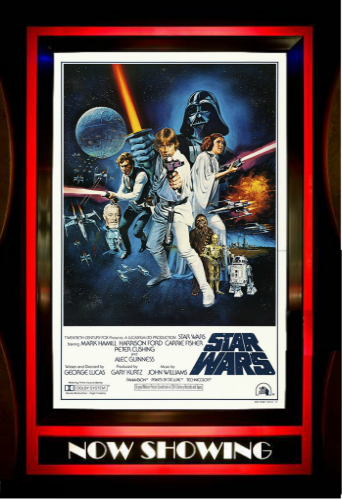 TWENTIETH CENTURY-FOX Presents A LUCASFILM LTD PRODUCTION STAR WARS
Starring MARK HAMILL HARRISON FORD CARRIE FISHER
PETER CUSHING
and
ALEC GUINNESS
Written and Directed by GEORGE LUCAS
Produced by GARY KURTZ
Music by JOHN WILLIAMS
PANAVISION PRINTS BY DE LUXE TECHNICOLOR
DOLBY SYSTEM
STAR
WARS
NOW SHOWING